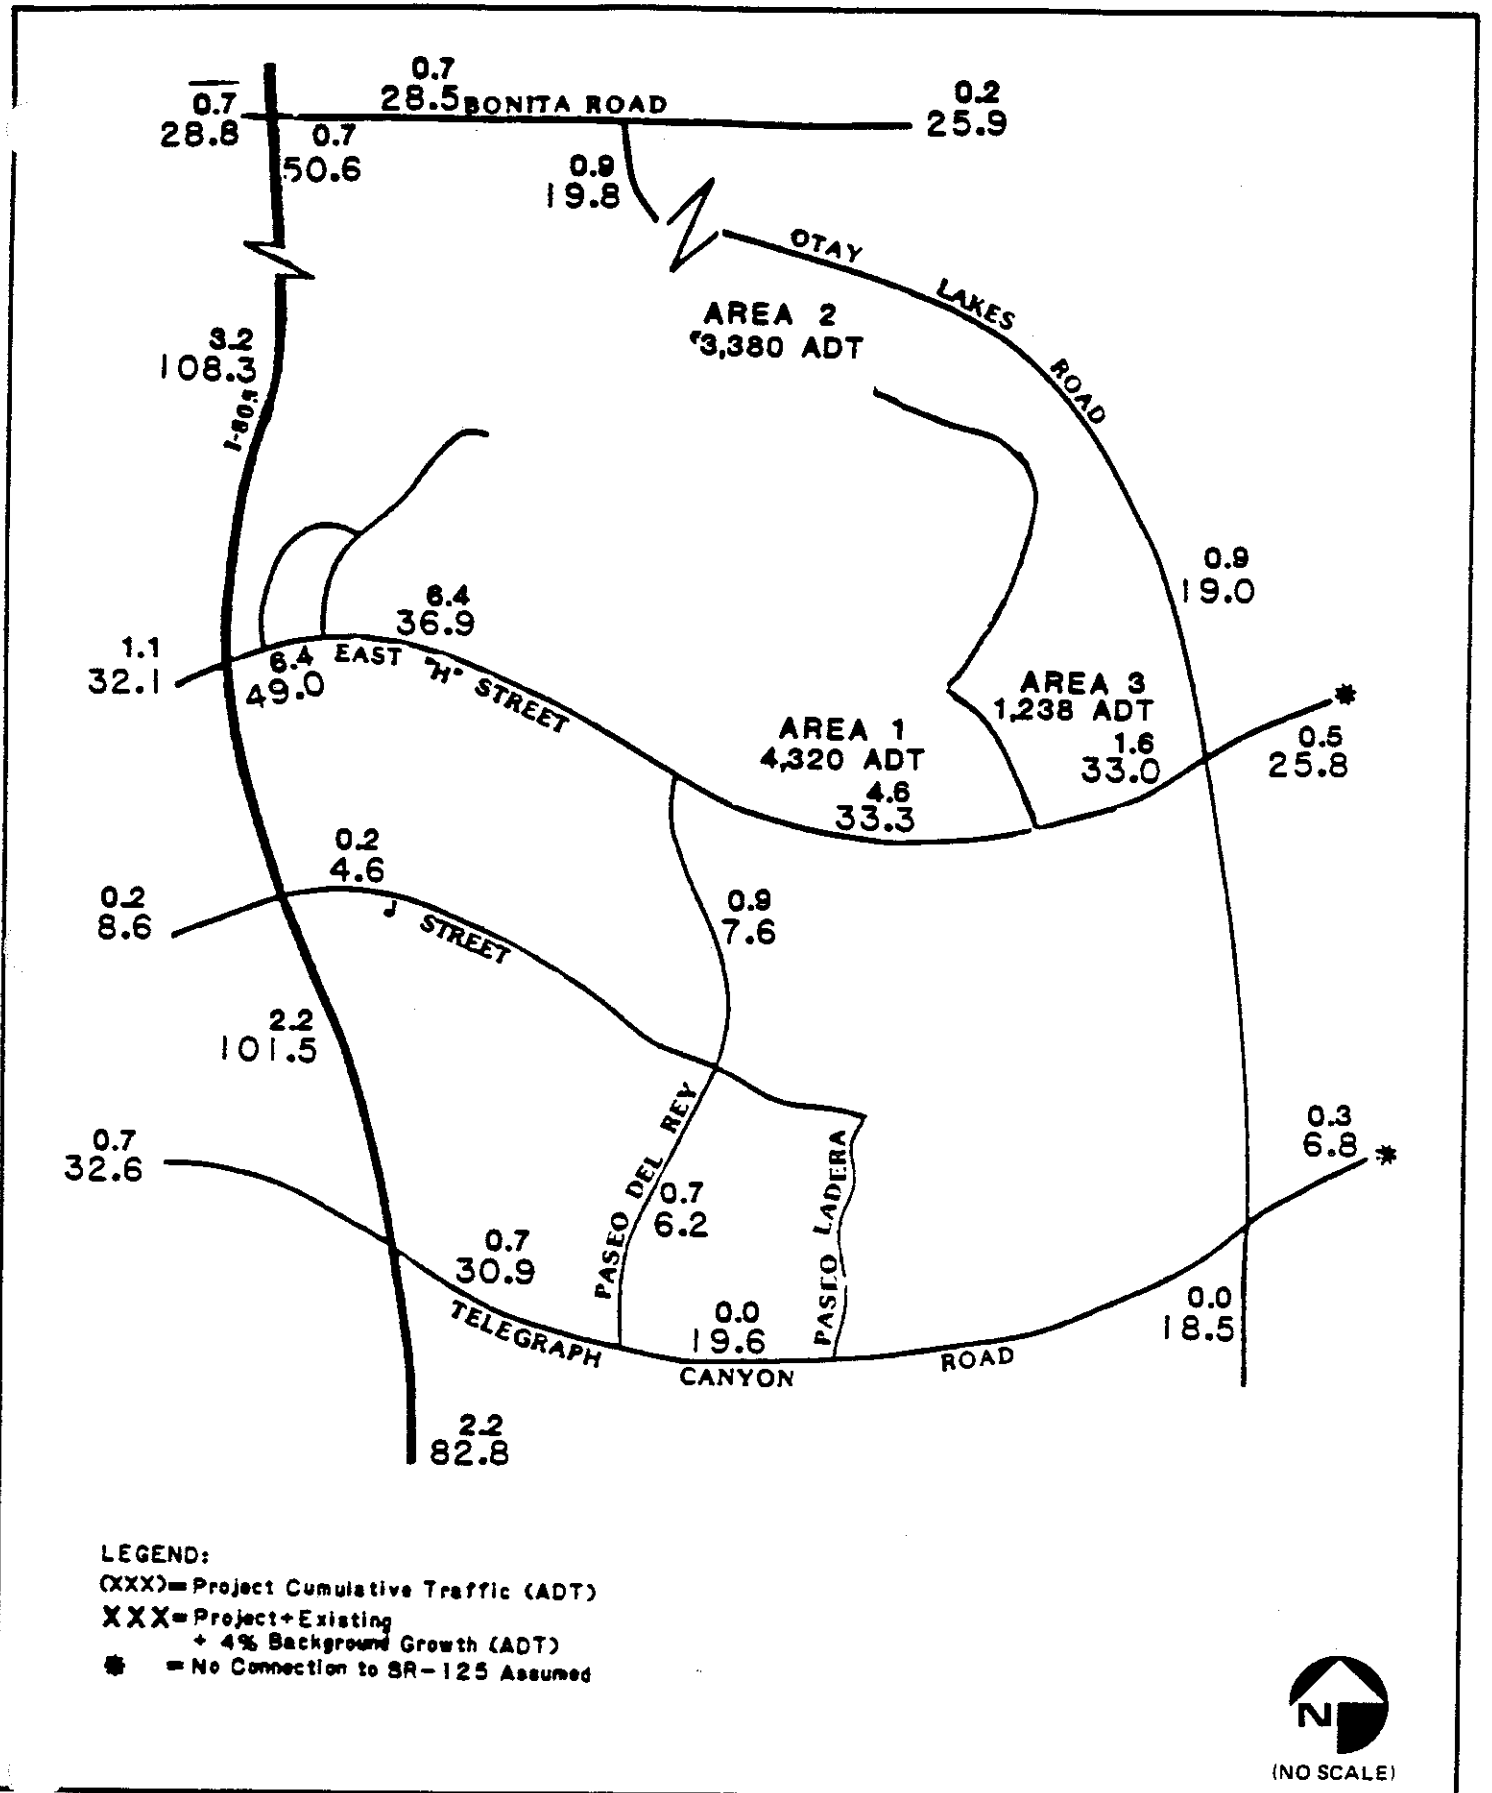 0.7
28.5 BONITA ROAD
0.7
28.8
0.7
50.6
0.2
25.9
0.9
19.8
OTAY LAKES ROAD
AREA 2
3,380 ADT
3.2
108.3
I-805
0.9
19.0
6.4
36.9
1.1
32.1
6.4
49.0
EAST "H" STREET
AREA 3
1,238 ADT
1.6
33.0
*
0.5
25.8
AREA 1
4,320 ADT
4.6
33.3
0.2
4.6
0.2
8.6
J STREET
0.9
7.6
2.2
101.5
0.7
32.6
PASEO DEL REY
0.7
6.2
PASEO LADERA
0.3
6.8 *
0.7
30.9
0.0
19.6
0.0
18.5
TELEGRAPH CANYON ROAD
2.2
82.8
LEGEND:
(XXX)= Project Cumulative Traffic (ADT)
XXX= Project+Existing
+ 4% Background Growth (ADT)
* = No Connection to SR-125 Assumed
N
(NO SCALE)